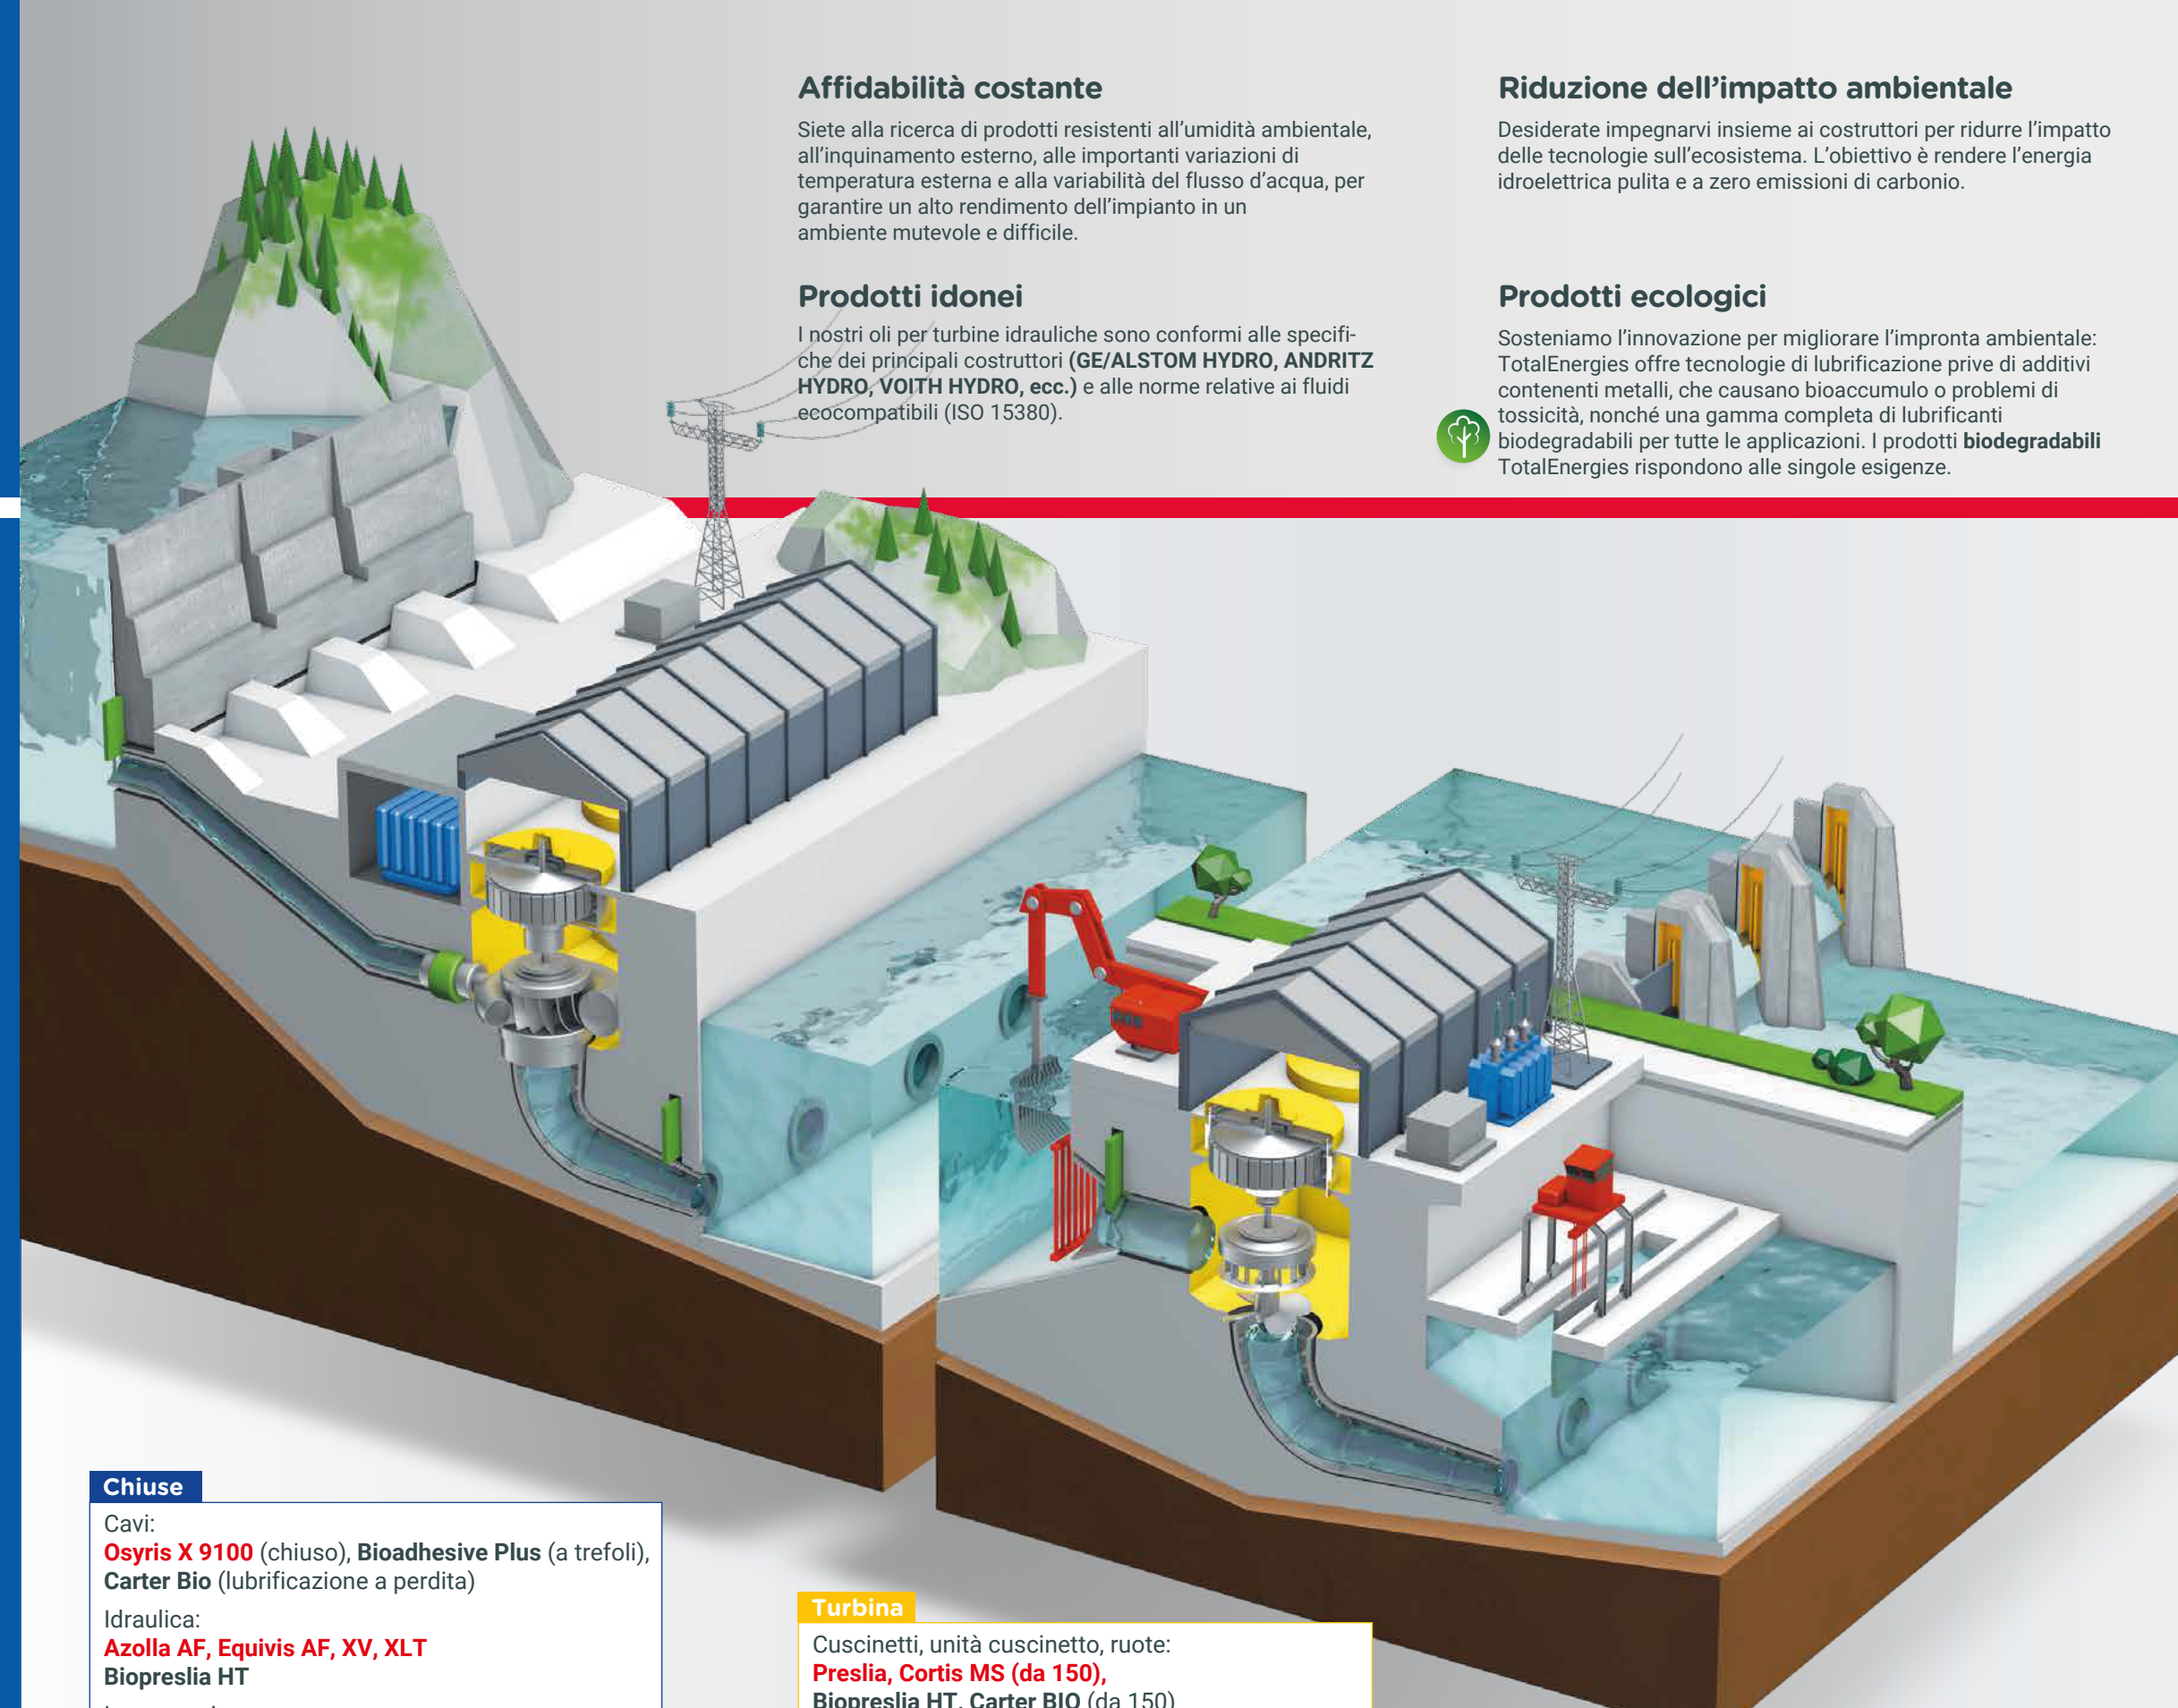 Affidabilità costante
Siete alla ricerca di prodotti resistenti all’umidità ambientale,
all’inquinamento esterno, alle importanti variazioni di
temperatura esterna e alla variabilità del flusso d’acqua, per
garantire un alto rendimento dell’impianto in un
ambiente mutevole e difficile.
Prodotti idonei
I nostri oli per turbine idrauliche sono conformi alle specifi-
che dei principali costruttori (GE/ALSTOM HYDRO, ANDRITZ
HYDRO, VOITH HYDRO, ecc.) e alle norme relative ai fluidi
ecocompatibili (ISO 15380).
Riduzione dell’impatto ambientale
Desiderate impegnarvi insieme ai costruttori per ridurre l’impatto
delle tecnologie sull’ecosistema. L’obiettivo è rendere l’energia
idroelettrica pulita e a zero emissioni di carbonio.
Prodotti ecologici
Sosteniamo l’innovazione per migliorare l’impronta ambientale:
TotalEnergies offre tecnologie di lubrificazione prive di additivi
contenenti metalli, che causano bioaccumulo o problemi di
tossicità, nonché una gamma completa di lubrificanti
biodegradabili per tutte le applicazioni. I prodotti biodegradabili
TotalEnergies rispondono alle singole esigenze.
Chiuse
Cavi:
Osyris X 9100 (chiuso), Bioadhesive Plus (a trefoli),
Carter Bio (lubrificazione a perdita)
Idraulica:
Azolla AF, Equivis AF, XV, XLT
Biopreslia HT
Turbina
Cuscinetti, unità cuscinetto, ruote:
Preslia, Cortis MS (da 150),
Biopreslia HT, Carter BIO (da 150)